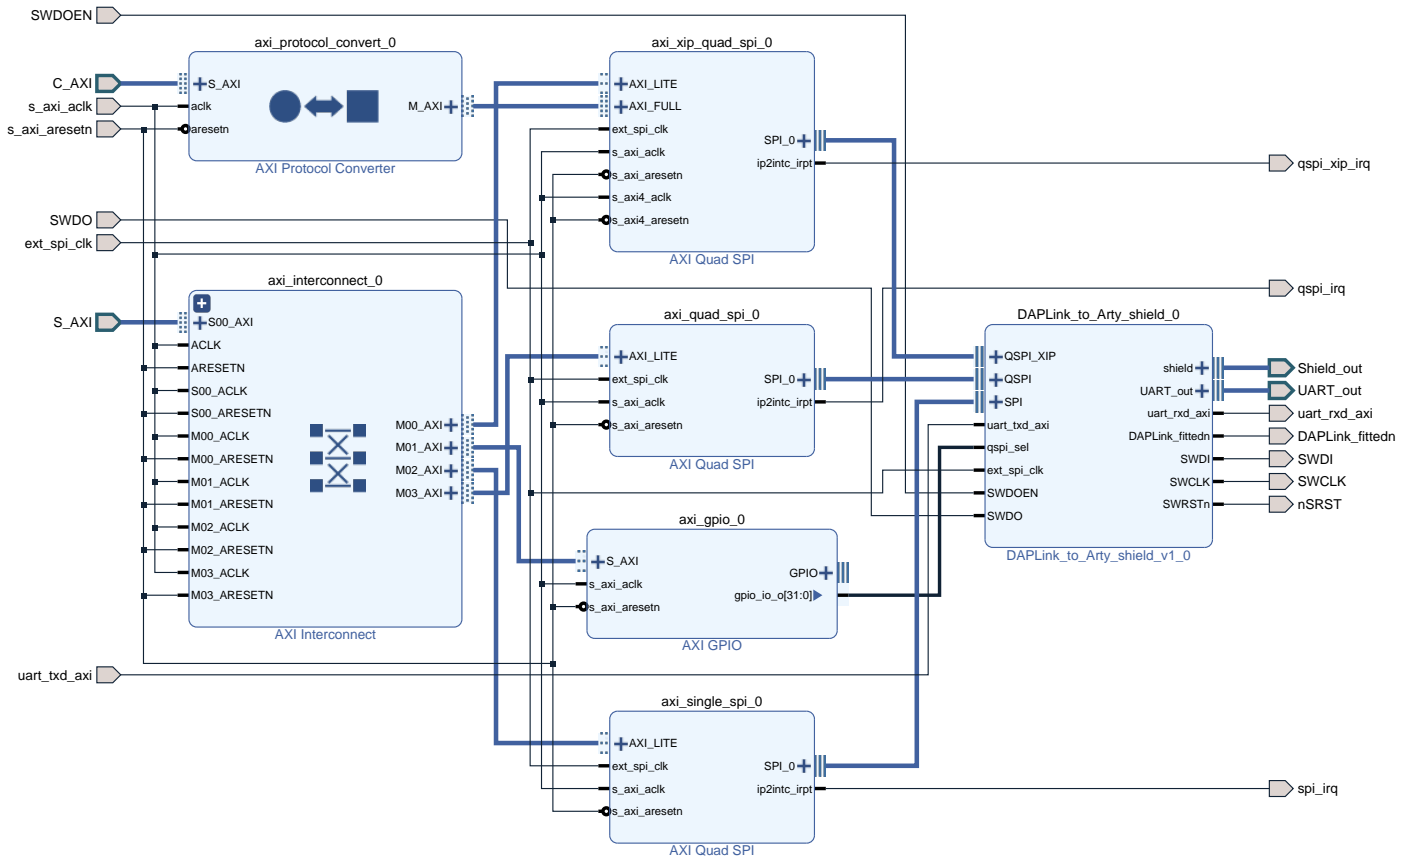 SWDOEN
C_AXI
s_axi_aclk
s_axi_aresetn
SWDO
ext_spi_clk
S_AXI
uart_txd_axi
axi_protocol_convert_0
S_AXI
aclk
aresetn
M_AXI
AXI Protocol Converter
axi_interconnect_0
S00_AXI
ACLK
ARESETN
S00_ACLK
S00_ARESETN
M00_ACLK
M00_ARESETN
M01_ACLK
M01_ARESETN
M02_ACLK
M02_ARESETN
M03_ACLK
M03_ARESETN
M00_AXI
M01_AXI
M02_AXI
M03_AXI
AXI Interconnect
axi_xip_quad_spi_0
AXI_LITE
AXI_FULL
ext_spi_clk
s_axi_aclk
s_axi_aresetn
s_axi4_aclk
s_axi4_aresetn
SPI_0
ip2intc_irpt
AXI Quad SPI
axi_quad_spi_0
AXI_LITE
ext_spi_clk
s_axi_aclk
s_axi_aresetn
SPI_0
ip2intc_irpt
AXI Quad SPI
axi_gpio_0
S_AXI
s_axi_aclk
s_axi_aresetn
GPIO
gpio_io_o[31:0]
AXI GPIO
axi_single_spi_0
AXI_LITE
ext_spi_clk
s_axi_aclk
s_axi_aresetn
SPI_0
ip2intc_irpt
AXI Quad SPI
DAPLink_to_Arty_shield_0
QSPI_XIP
QSPI
SPI
uart_txd_axi
qspi_sel
ext_spi_clk
SWDOEN
SWDO
shield
UART_out
uart_rxd_axi
DAPLink_fittedn
SWDI
SWCLK
SWRSTn
DAPLink_to_Arty_shield_v1_0
qspi_xip_irq
qspi_irq
Shield_out
UART_out
uart_rxd_axi
DAPLink_fittedn
SWDI
SWCLK
nSRST
spi_irq